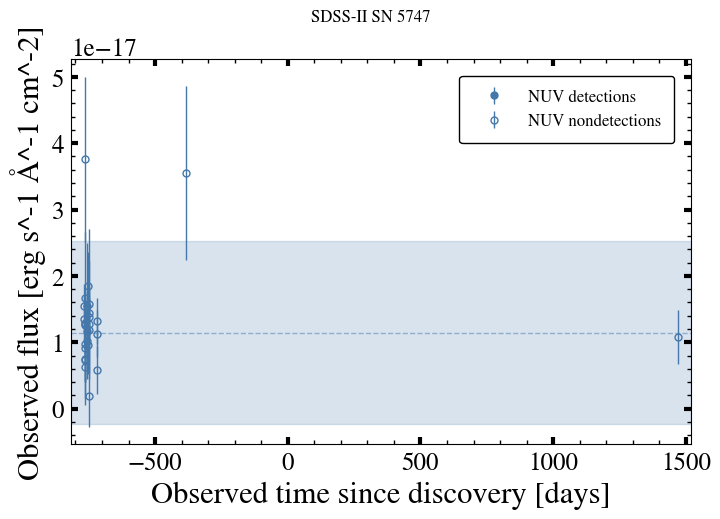 SDSS-II SN 5747
1e−17
Observed flux [erg s^-1 Å^-1 cm^-2]
5
4
3
2
1
0
NUV detections
NUV nondetections
−500 0 500 1000 1500
Observed time since discovery [days]